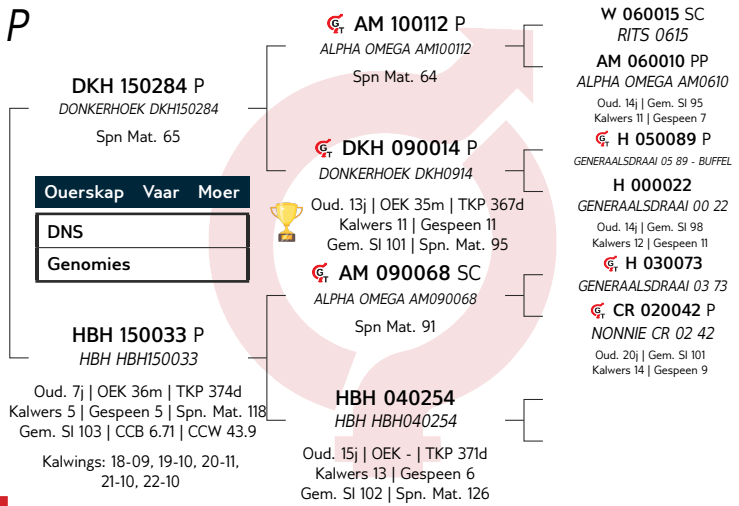 P
DKH 150284 P
DONKERHOEK DKH150284
Spn Mat. 65
Ouerskap Vaar Moer
DNS
Genomies
HBH 150033 P
HBH HBH150033
Oud. 7j | OEK 36m | TKP 374d
Kalwers 5 | Gespeen 5 | Spn. Mat. 118
Gem. SI 103 | CCB 6.71 | CCW 43.9
Kalwings: 18-09, 19-10, 20-11,
21-10, 22-10
GT AM 100112 P
ALPHA OMEGA AM100112
Spn Mat. 64
GT DKH 090014 P
DONKERHOEK DKH0914
Oud. 13j | OEK 35m | TKP 367d
Kalwers 11 | Gespeen 11
Gem. SI 101 | Spn. Mat. 95
GT AM 090068 SC
ALPHA OMEGA AM090068
Spn Mat. 91
HBH 040254
HBH HBH040254
Oud. 15j | OEK - | TKP 371d
Kalwers 13 | Gespeen 6
Gem. SI 102 | Spn. Mat. 126
W 060015 SC
RITS 0615
AM 060010 PP
ALPHA OMEGA AM0610
Oud. 14j | Gem. SI 95
Kalwers 11 | Gespeen 7
GT H 050089 P
GENERAALSDRAAI 05 89 - BUFFEL
H 000022
GENERAALSDRAAI 00 22
Oud. 14j | Gem. SI 98
Kalwers 12 | Gespeen 11
GT H 030073
GENERAALSDRAAI 03 73
GT CR 020042 P
NONNIE CR 02 42
Oud. 20j | Gem. SI 101
Kalwers 14 | Gespeen 9